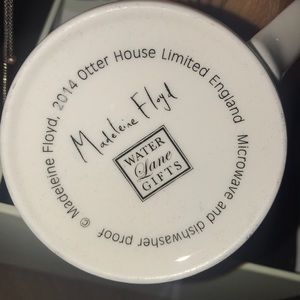 © Madeleine Floyd, 2014 Otter House Limited England
Microwave and dishwasher proof
Madeleine Floyd
WATER
Lane
GIFTS